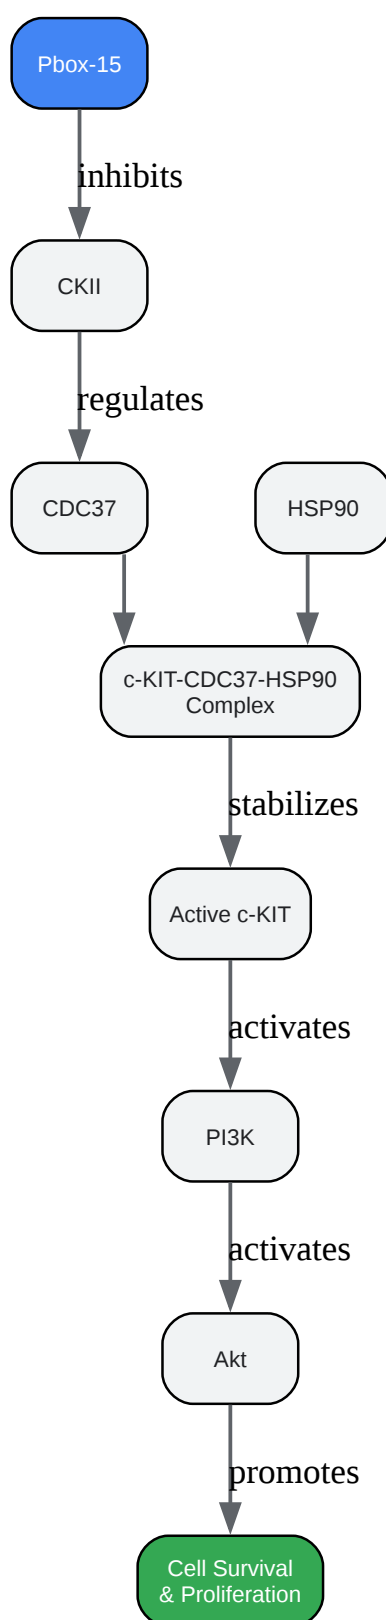 Pbox-15
inhibits
CKII
regulates
CDC37
HSP90
c-KIT-CDC37-HSP90
Complex
stabilizes
Active c-KIT
activates
PI3K
activates
Akt
promotes
Cell Survival
& Proliferation